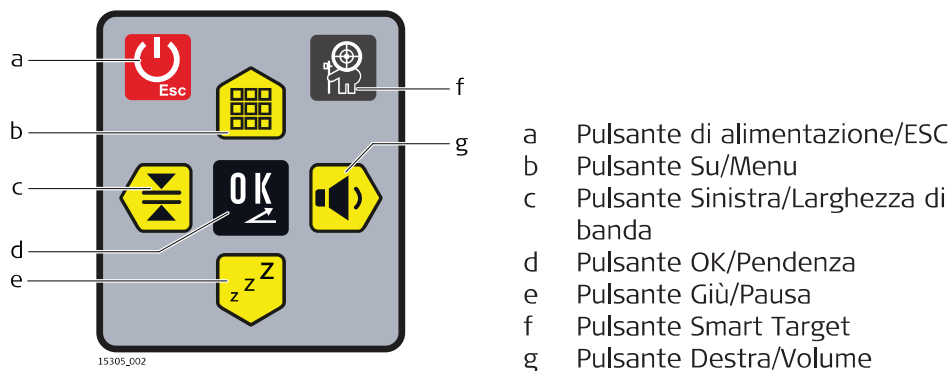 a
b
c
d
e
f
g
Esc
OK
z z Z
15305_002
a Pulsante di alimentazione/ESC
b Pulsante Su/Menu
c Pulsante Sinistra/Larghezza di
banda
d Pulsante OK/Pendenza
e Pulsante Giù/Pausa
f Pulsante Smart Target
g Pulsante Destra/Volume